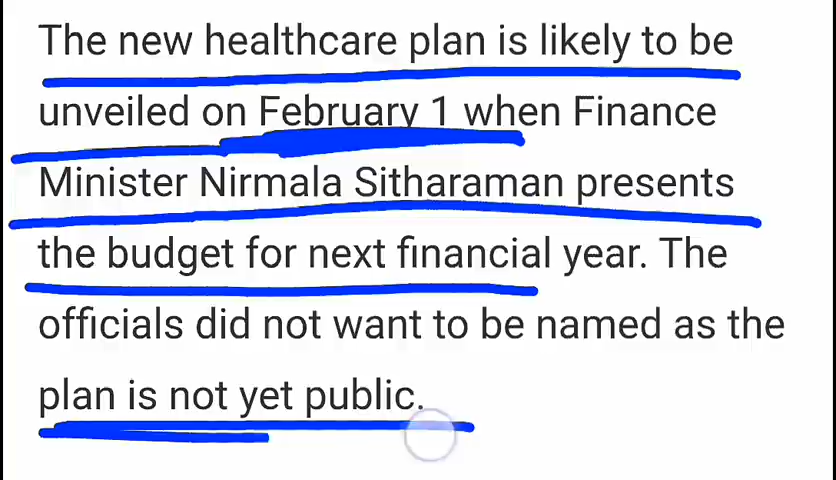 The new healthcare plan is likely to be
unveiled on February 1 when Finance
Minister Nirmala Sitharaman presents
the budget for next financial year. The
officials did not want to be named as the
plan is not yet public.